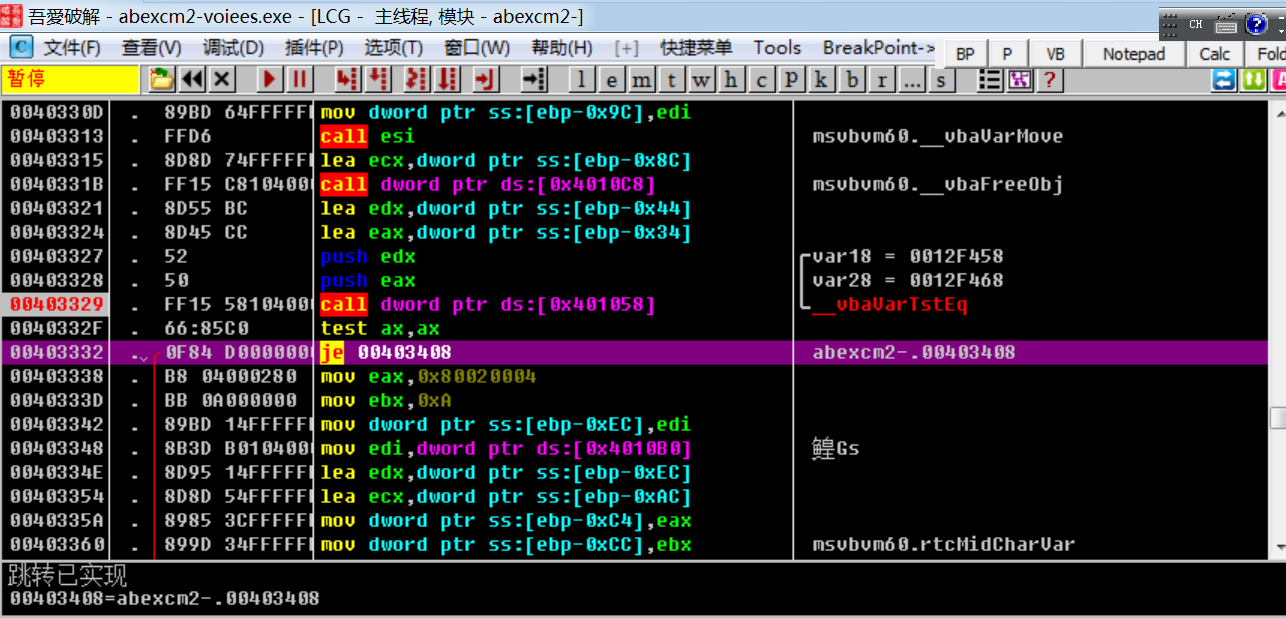 吾愛破解 - abexcm2-voiees.exe - [LCG - 主线程, 模块 - abexcm2-]
CH
文件(F) 查看(V) 调试(D) 插件(P) 选项(T) 窗口(W) 帮助(H) [+] 快捷菜单 Tools BreakPoint-> BP P VB Notepad Calc Fold
暂停 l e m t w h c P k b r ... s ?
0040330D . 89BD 64FFFFFF mov dword ptr ss:[ebp-0x9C],edi
00403313 . FFD6 call esi msvbvm60.__vbaVarMove
00403315 . 8D8D 74FFFFFF lea ecx,dword ptr ss:[ebp-0x8C]
0040331B . FF15 C8104000 call dword ptr ds:[0x4010C8] msvbvm60.__vbaFreeObj
00403321 . 8D55 BC lea edx,dword ptr ss:[ebp-0x44]
00403324 . 8D45 CC lea eax,dword ptr ss:[ebp-0x34]
00403327 . 52 push edx var18 = 0012F458
00403328 . 50 push eax var28 = 0012F468
00403329 . FF15 58104000 call dword ptr ds:[0x401058] __vbaVarTstEq
0040332F . 66:85C0 test ax,ax
00403332 . 0F84 D0000000 je 00403408 abexcm2-.00403408
00403338 . B8 04000280 mov eax,0x80020004
0040333D . BB 0A000000 mov ebx,0xA
00403342 . 89BD 14FFFFFF mov dword ptr ss:[ebp-0xEC],edi
00403348 . 8B3D B0104000 mov edi,dword ptr ds:[0x4010B0] 鳇Gs
0040334E . 8D95 14FFFFFF lea edx,dword ptr ss:[ebp-0xEC]
00403354 . 8D8D 54FFFFFF lea ecx,dword ptr ss:[ebp-0xAC]
0040335A . 8985 3CFFFFFF mov dword ptr ss:[ebp-0xC4],eax
00403360 . 899D 34FFFFFF mov dword ptr ss:[ebp-0xCC],ebx msvbvm60.rtcMidCharVar
跳转已实现
00403408=abexcm2-.00403408